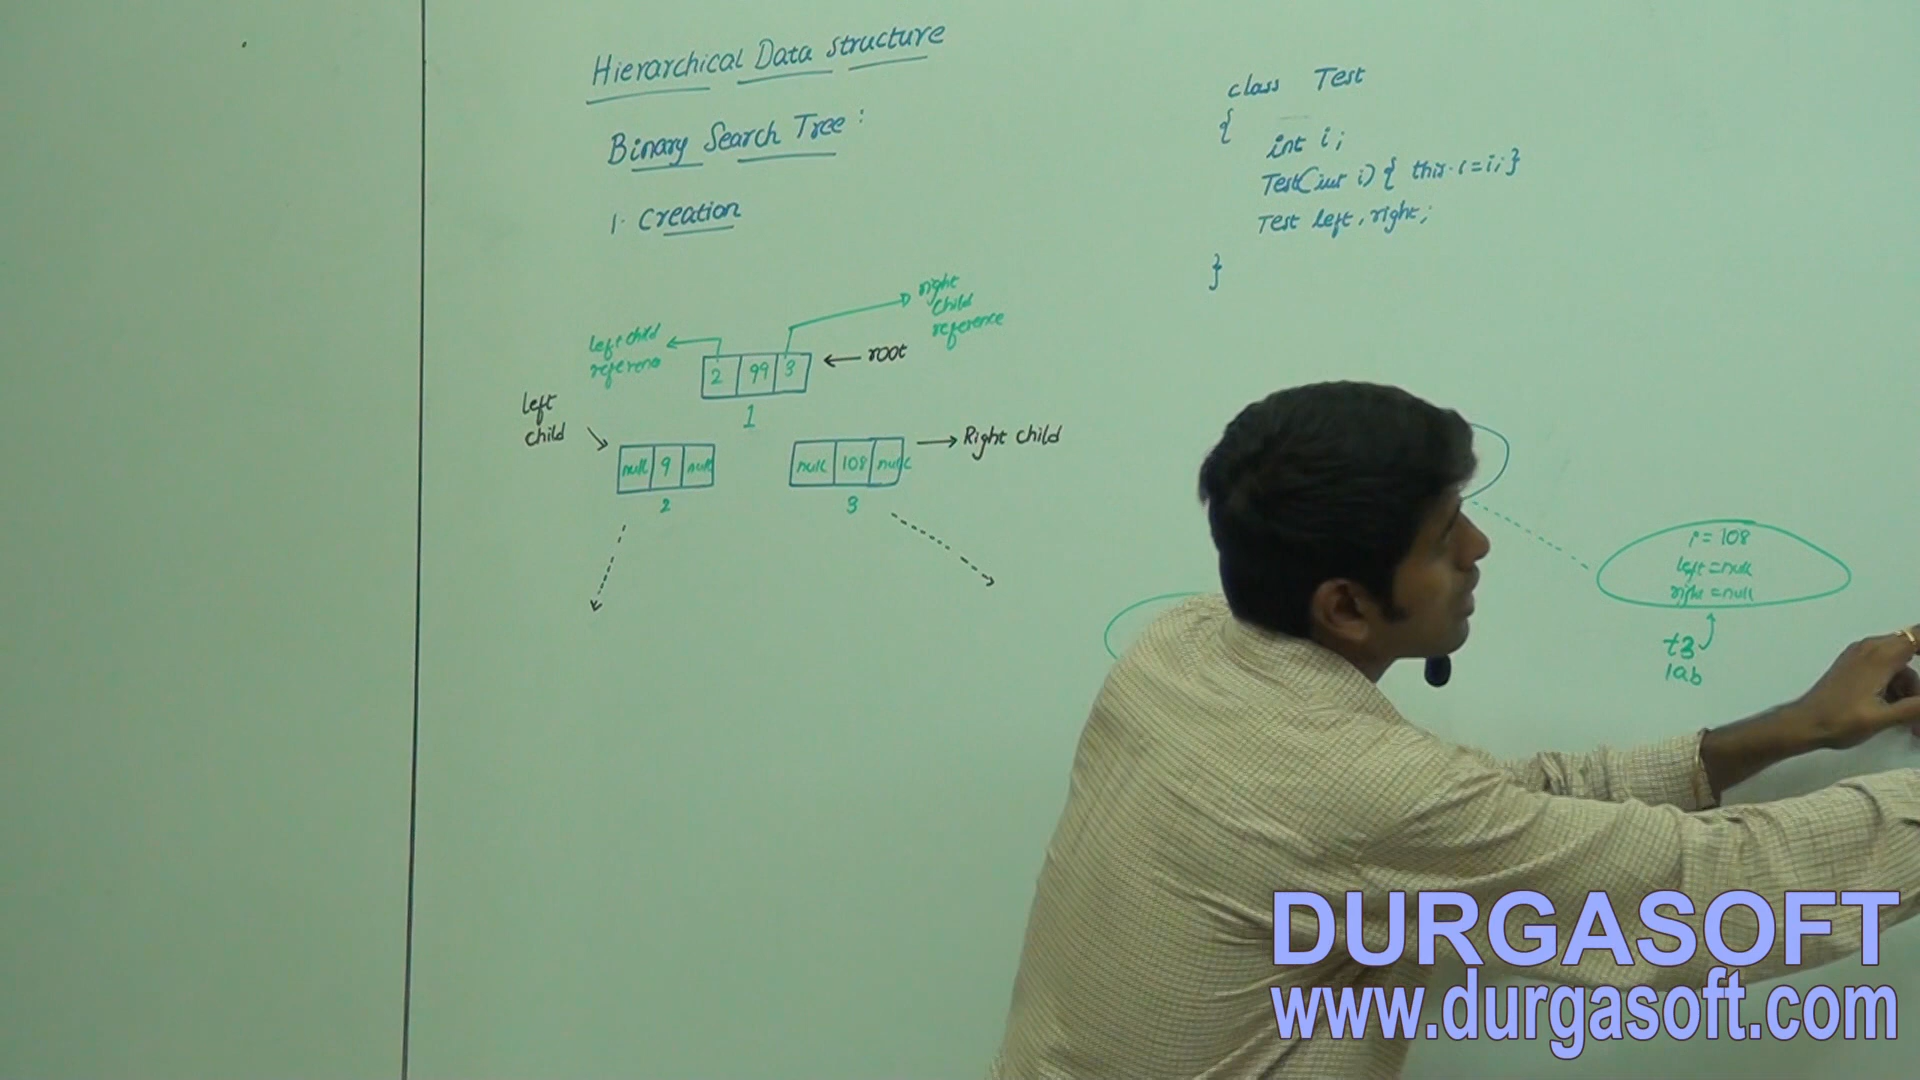 Hierarchical Data Structure
Binary Search Tree :
1. Creation
left child
reference
right
child
reference
2 99 3
root
1
left
child
null 9 null
2
null 108 null
3
Right child
class Test
{
int i;
Test(int i) { this.i=i; }
Test left, right;
}
i = 108
left = null
right = null
t3
1ab
DURGASOFT
www.durgasoft.com